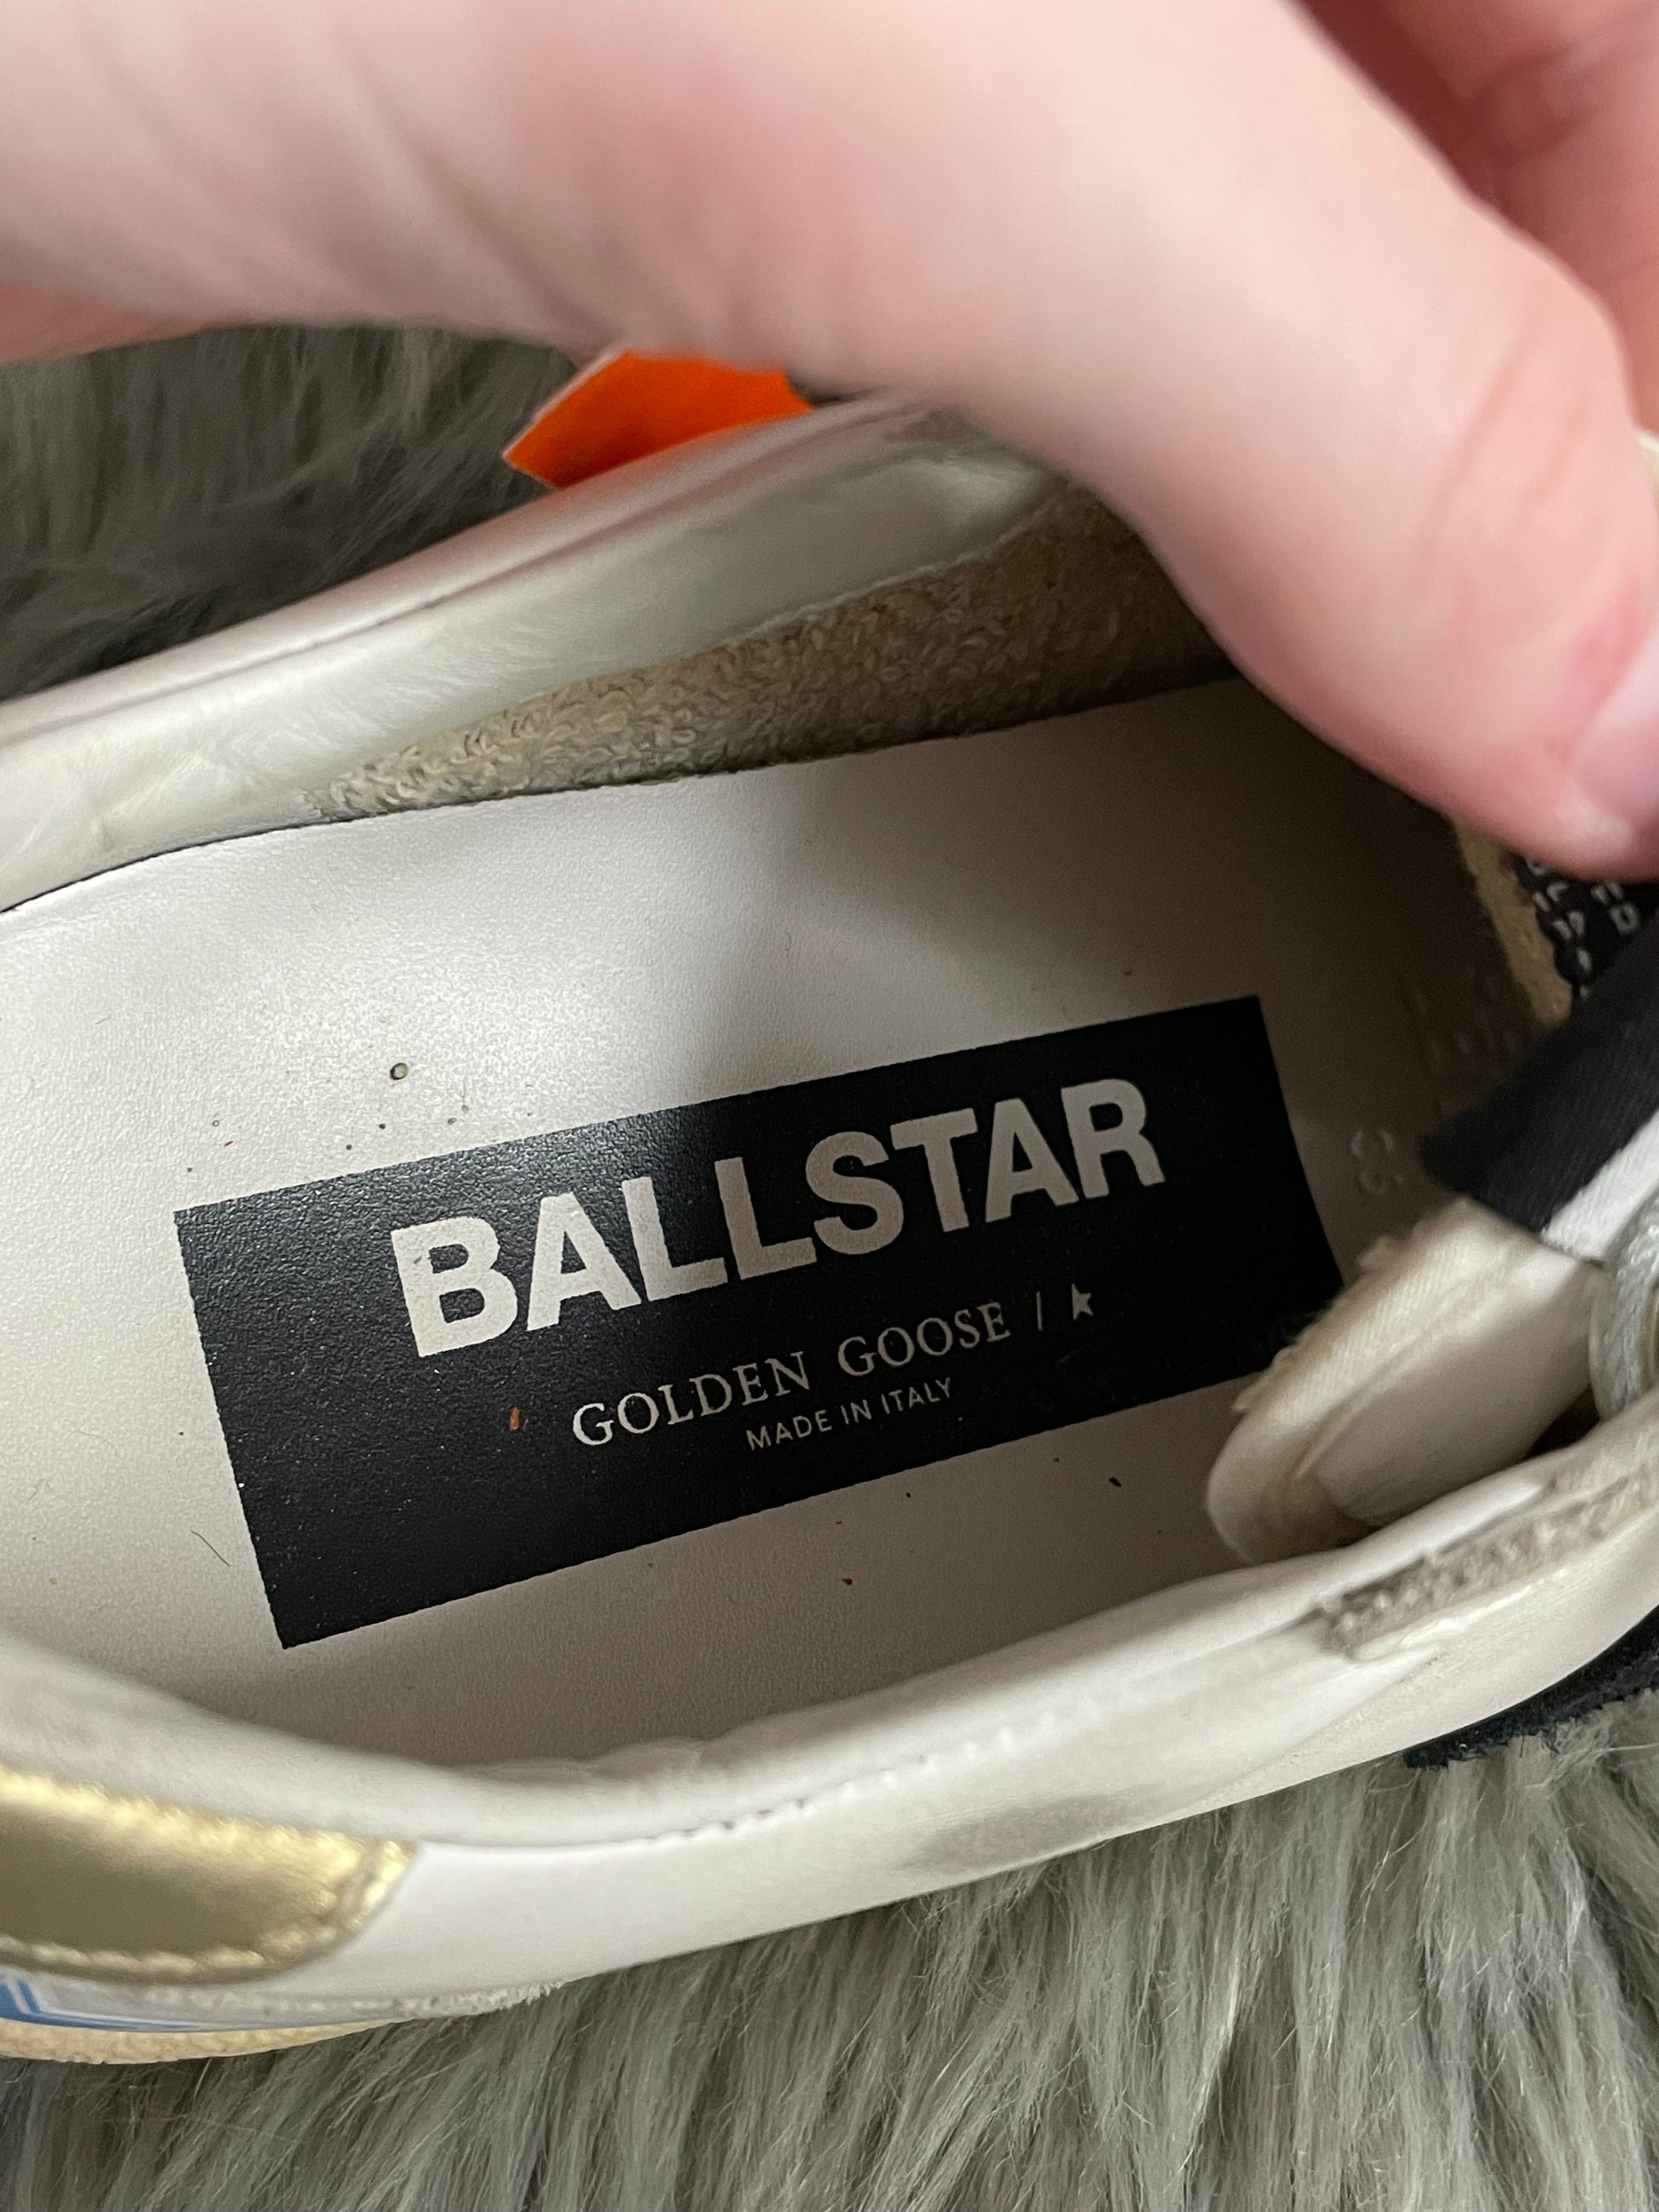 BALLSTAR
GOLDEN GOOSE / ★
MADE IN ITALY